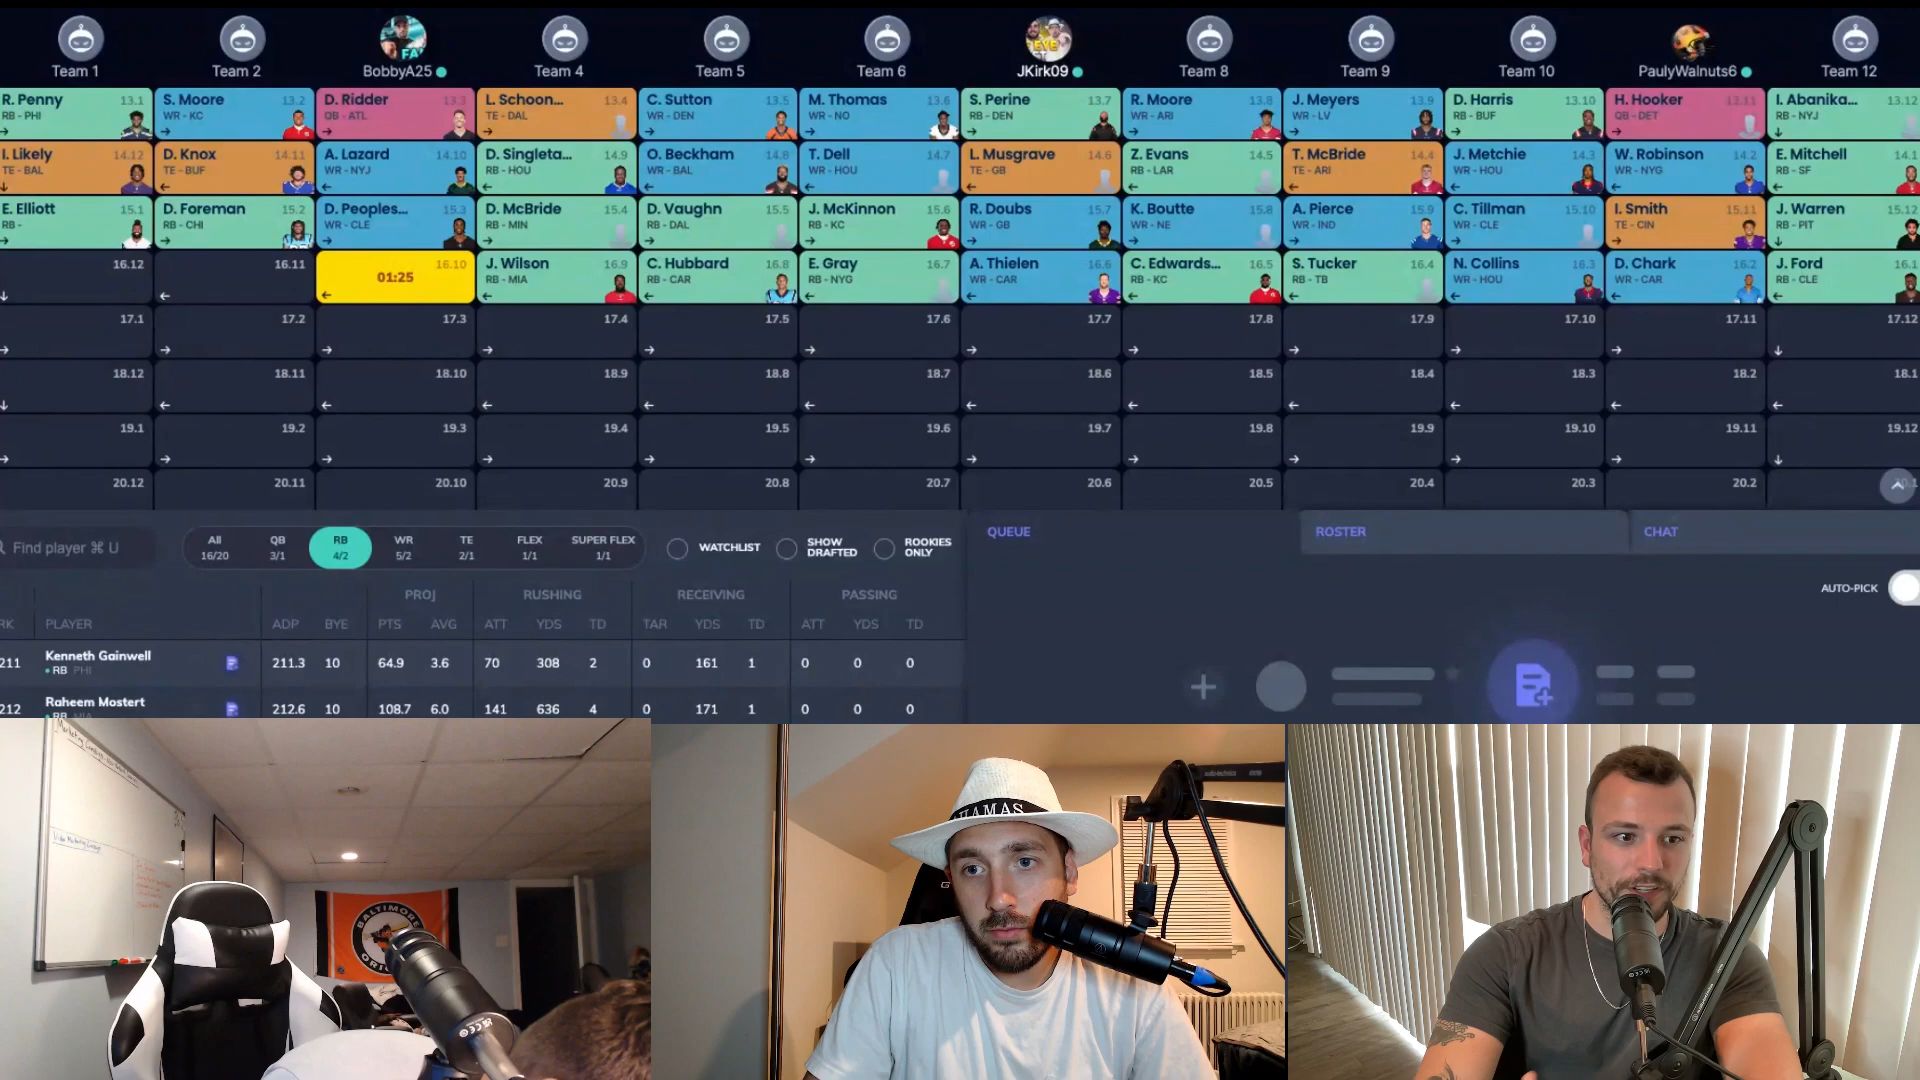 Team 1 Team 2 BobbyA25 Team 4 Team 5 Team 6 JKirk09 Team 8 Team 9 Team 10 PaulyWalnuts6 Team 12
R. Penny 13.1 S. Moore 13.2 D. Ridder 13.3 L. Schoon... 13.4 C. Sutton 13.5 M. Thomas 13.6 S. Perine 13.7 R. Moore 13.8 J. Meyers 13.9 D. Harris 13.10 H. Hooker 13.11 I. Abanika... 13.12
RB - PHI WR - KC QB - ATL TE - DAL WR - DEN WR - NO RB - DEN WR - ARI WR - LV RB - BUF QB - DET RB - NYJ
I. Likely 14.12 D. Knox 14.11 A. Lazard 14.10 D. Singleta... 14.9 O. Beckham 14.8 T. Dell 14.7 L. Musgrave 14.6 Z. Evans 14.5 T. McBride 14.4 J. Metchie 14.3 W. Robinson 14.2 E. Mitchell 14.1
TE - BAL TE - BUF WR - NYJ RB - HOU WR - BAL WR - HOU TE - GB RB - LAR TE - ARI WR - HOU WR - NYG RB - SF
E. Elliott 15.1 D. Foreman 15.2 D. Peoples... 15.3 D. McBride 15.4 D. Vaughn 15.5 J. McKinnon 15.6 R. Doubs 15.7 K. Boutte 15.8 A. Pierce 15.9 C. Tillman 15.10 I. Smith 15.11 J. Warren 15.12
RB - RB - CHI WR - CLE RB - MIN RB - DAL RB - KC WR - GB WR - NE WR - IND WR - CLE TE - CIN RB - PIT
16.12 16.11 16.10 J. Wilson 16.9 C. Hubbard 16.8 E. Gray 16.7 A. Thielen 16.6 C. Edwards... 16.5 S. Tucker 16.4 N. Collins 16.3 D. Chark 16.2 J. Ford 16.1
01:25 RB - MIA RB - CAR RB - NYG WR - CAR RB - KC RB - TB WR - HOU WR - CAR RB - CLE
17.1 17.2 17.3 17.4 17.5 17.6 17.7 17.8 17.9 17.10 17.11 17.12
18.12 18.11 18.10 18.9 18.8 18.7 18.6 18.5 18.4 18.3 18.2 18.1
19.1 19.2 19.3 19.4 19.5 19.6 19.7 19.8 19.9 19.10 19.11 19.12
20.12 20.11 20.10 20.9 20.8 20.7 20.6 20.5 20.4 20.3 20.2
Find player ⌘ U All QB RB WR TE FLEX SUPER FLEX WATCHLIST SHOW DRAFTED ROOKIES ONLY QUEUE ROSTER CHAT
16/20 3/1 4/2 5/2 2/1 1/1 1/1
AUTO-PICK
PROJ RUSHING RECEIVING PASSING
RK PLAYER ADP BYE PTS AVG ATT YDS TD TAR YDS TD ATT YDS TD
211 Kenneth Gainwell 211.3 10 64.9 3.6 70 308 2 0 161 1 0 0 0
RB PHI
212 Raheem Mostert 212.6 10 108.7 6.0 141 636 4 0 171 1 0 0 0
RB MIA
BALTIMORE